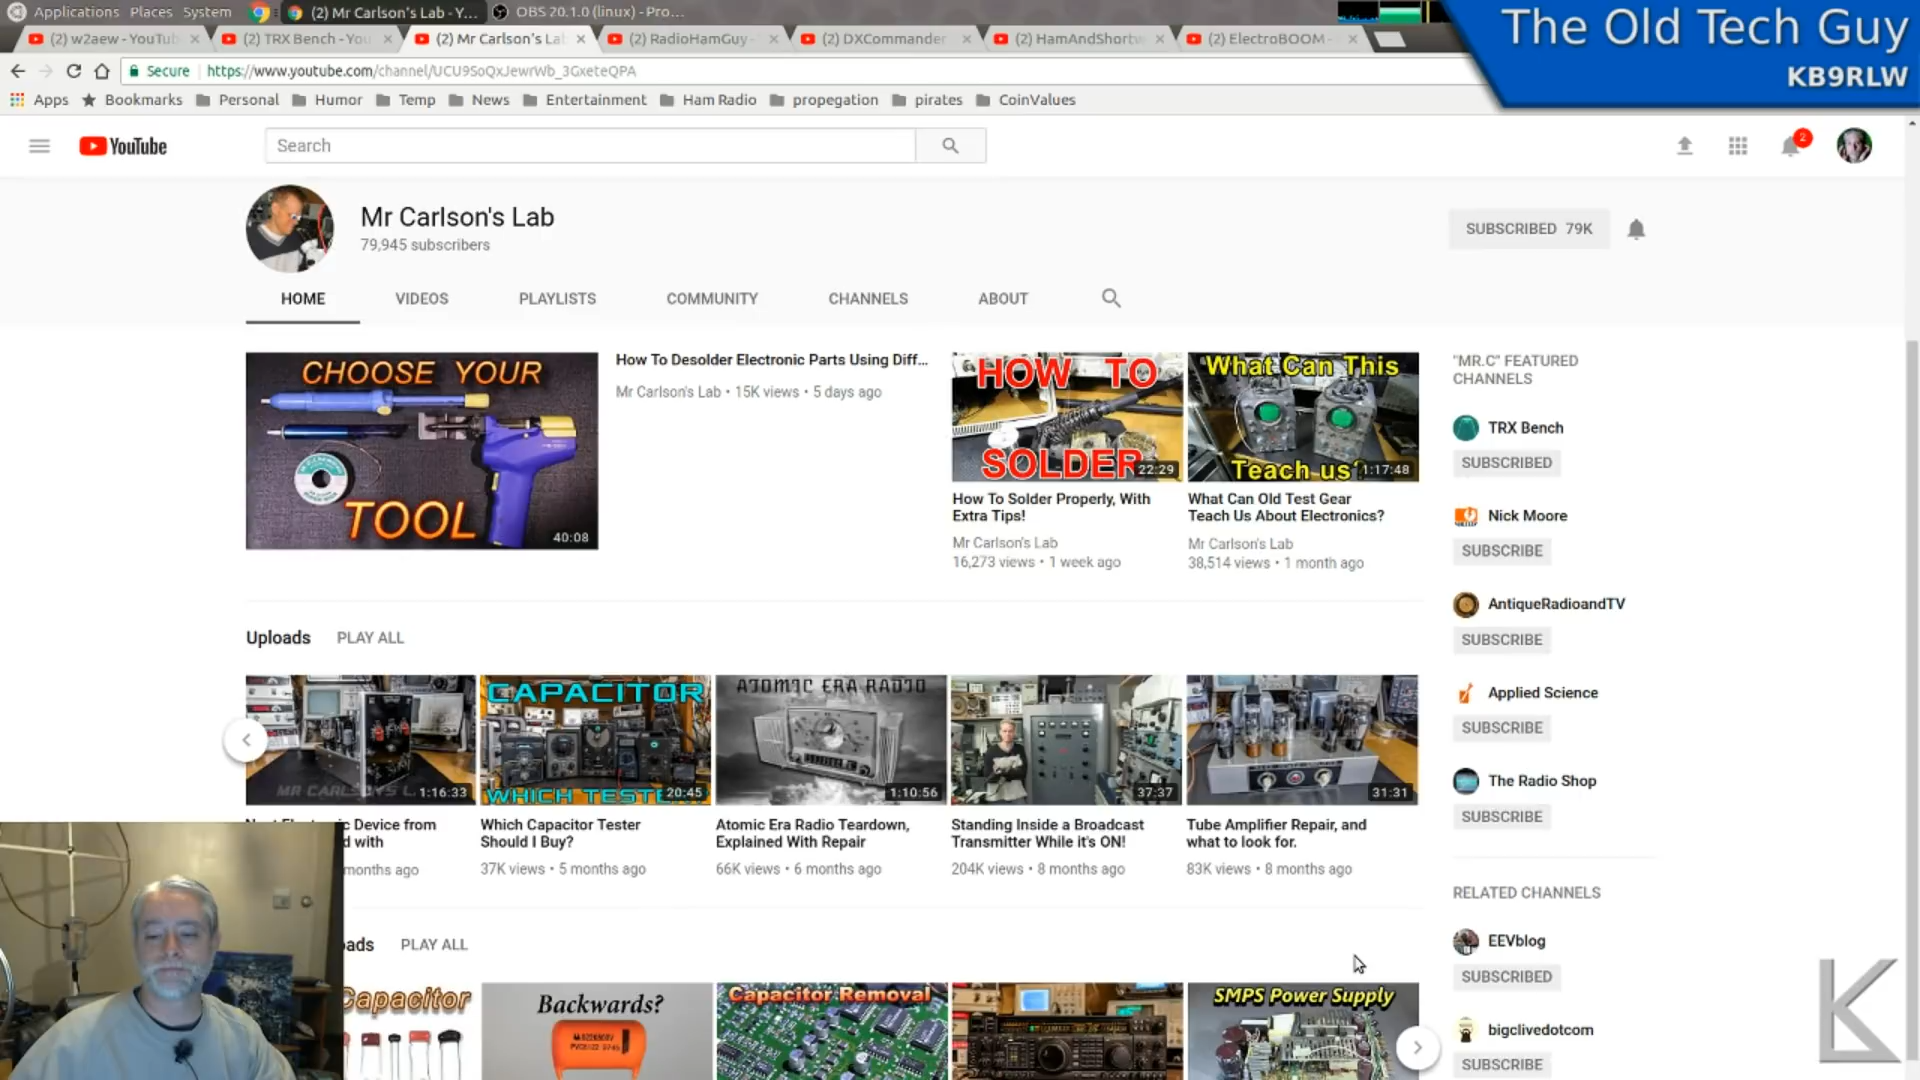 Applications Places System (2) Mr Carlson's Lab - Y... OBS 20.1.0 (linux) - Pro...
The Old Tech Guy
KB9RLW
(2) w2aew - YouTub
(2) TRX Bench - You
(2) Mr Carlson's La
(2) RadioHamGuy -
(2) DXCommander
(2) HamAndShortw
(2) ElectroBOOM -
Secure https://www.youtube.com/channel/UCU9SoQxJewrWb_3GxeteQPA
Apps Bookmarks Personal Humor Temp News Entertainment Ham Radio propegation pirates CoinValues
YouTube
Search
2
Mr Carlson's Lab
79,945 subscribers
SUBSCRIBED 79K
HOME VIDEOS PLAYLISTS COMMUNITY CHANNELS ABOUT
CHOOSE YOUR
TOOL
40:08
How To Desolder Electronic Parts Using Diff...
Mr Carlson's Lab • 15K views • 5 days ago
HOW TO
SOLDER
22:29
How To Solder Properly, With
Extra Tips!
Mr Carlson's Lab
16,273 views • 1 week ago
What Can This
Teach us?
1:17:48
What Can Old Test Gear
Teach Us About Electronics?
Mr Carlson's Lab
38,514 views • 1 month ago
"MR.C" FEATURED
CHANNELS
TRX Bench
SUBSCRIBED
Nick Moore
SUBSCRIBE
AntiqueRadioandTV
SUBSCRIBE
Applied Science
SUBSCRIBE
The Radio Shop
SUBSCRIBE
Uploads PLAY ALL
MR CARLSON'S L
1:16:33
Device from
d with
months ago
CAPACITOR
WHICH TESTER
20:45
Which Capacitor Tester
Should I Buy?
37K views • 5 months ago
ATOMIC ERA RADIO
1:10:56
Atomic Era Radio Teardown,
Explained With Repair
66K views • 6 months ago
37:37
Standing Inside a Broadcast
Transmitter While it's ON!
204K views • 8 months ago
31:31
Tube Amplifier Repair, and
what to look for.
83K views • 8 months ago
oads PLAY ALL
Capacitor
Backwards?
Capacitor Removal
SMPS Power Supply
RELATED CHANNELS
EEVblog
SUBSCRIBED
bigclivedotcom
SUBSCRIBE
K